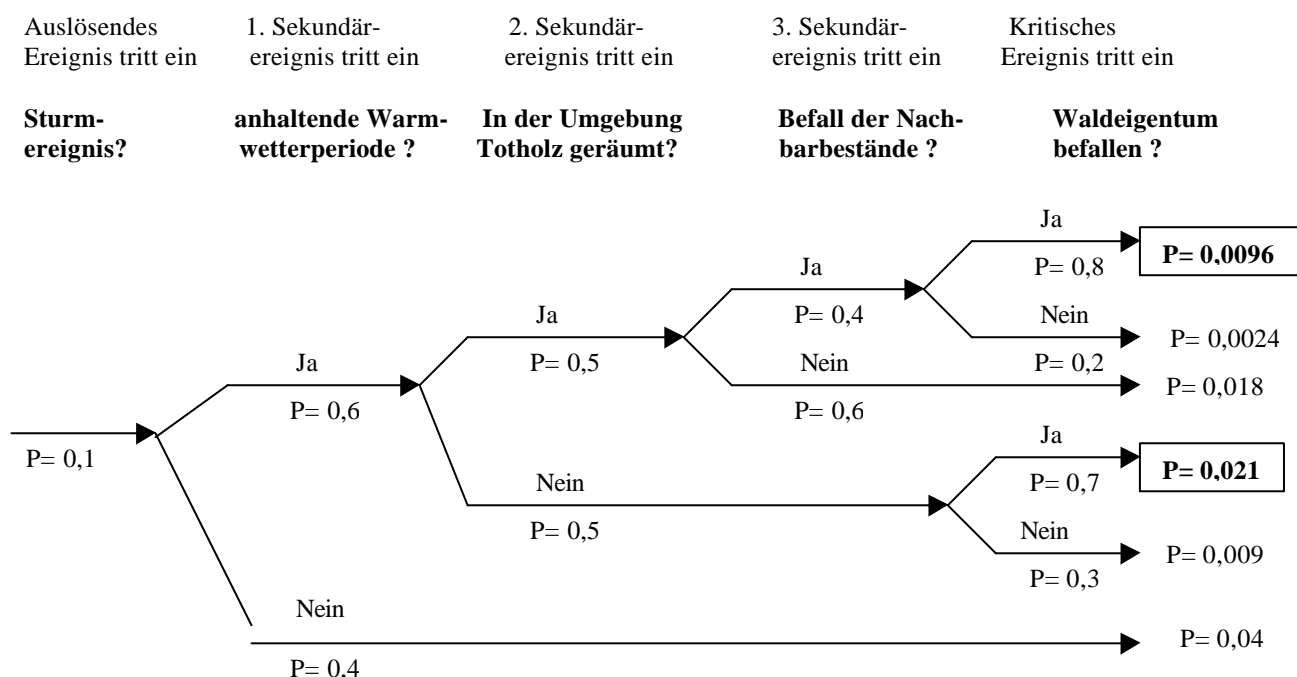 Auslösendes 1. Sekundär- 2. Sekundär- 3. Sekundär- Kritisches
Ereignis tritt ein ereignis tritt ein ereignis tritt ein ereignis tritt ein Ereignis tritt ein
Sturm- anhaltende Warm- In der Umgebung Befall der Nach- Waldeigentum
ereignis? wetterperiode ? Totholz geräumt? barbestände ? befallen ?
Ja
P= 0,0096
Ja P= 0,8
Ja P= 0,4 Nein
P= 0,0024
Ja P= 0,5 Nein P= 0,2
P= 0,018
P= 0,6 P= 0,6
Ja
P= 0,1 P= 0,021
Nein P= 0,7
P= 0,5 Nein
P= 0,009
P= 0,3
Nein
P= 0,04
P= 0,4